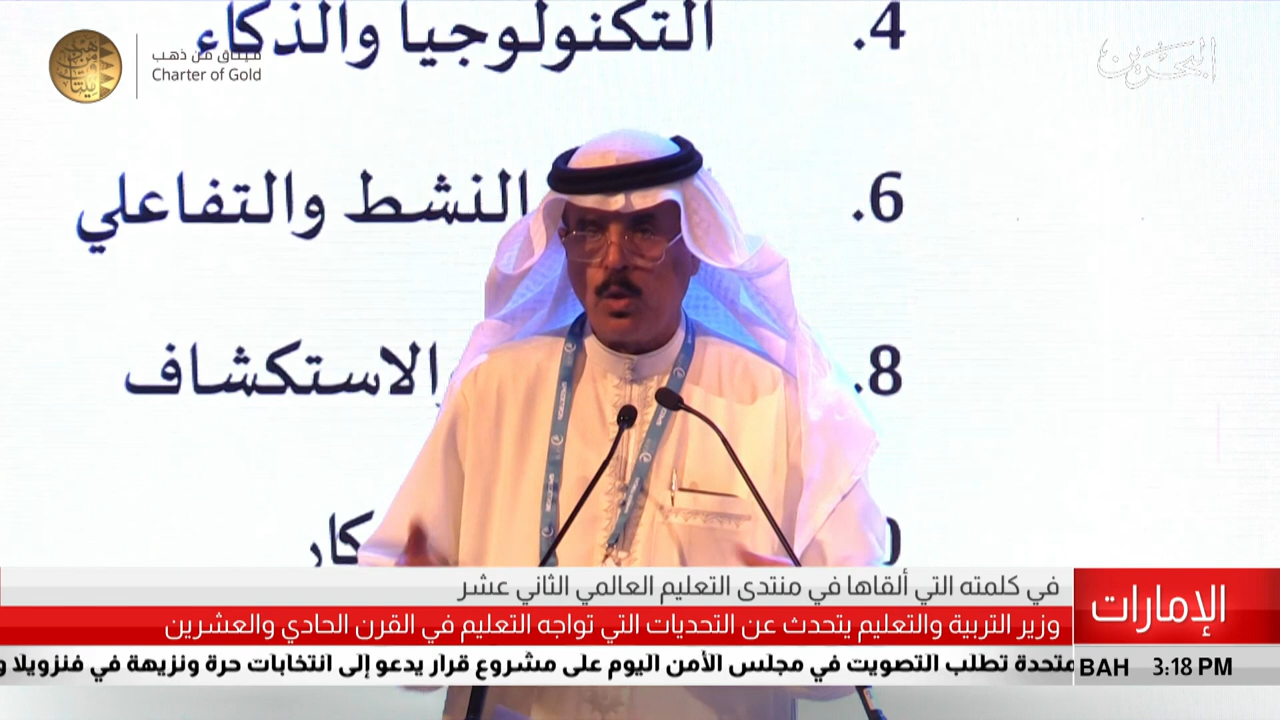 ميثاق من ذهب
Charter of Gold
البحرين
4. التكنولوجيا والذكاء
6. النشط والتفاعلي
8. والاستكشاف
في كلمته التي ألقاها في منتدى التعليم العالمي الثاني عشر
الإمارات
وزير التربية والتعليم يتحدث عن التحديات التي تواجه التعليم في القرن الحادي والعشرين
BAH 3:18 PM
متحدة تطلب التصويت في مجلس الأمن اليوم على مشروع قرار يدعو إلى انتخابات حرة ونزيهة في فنزويلا و